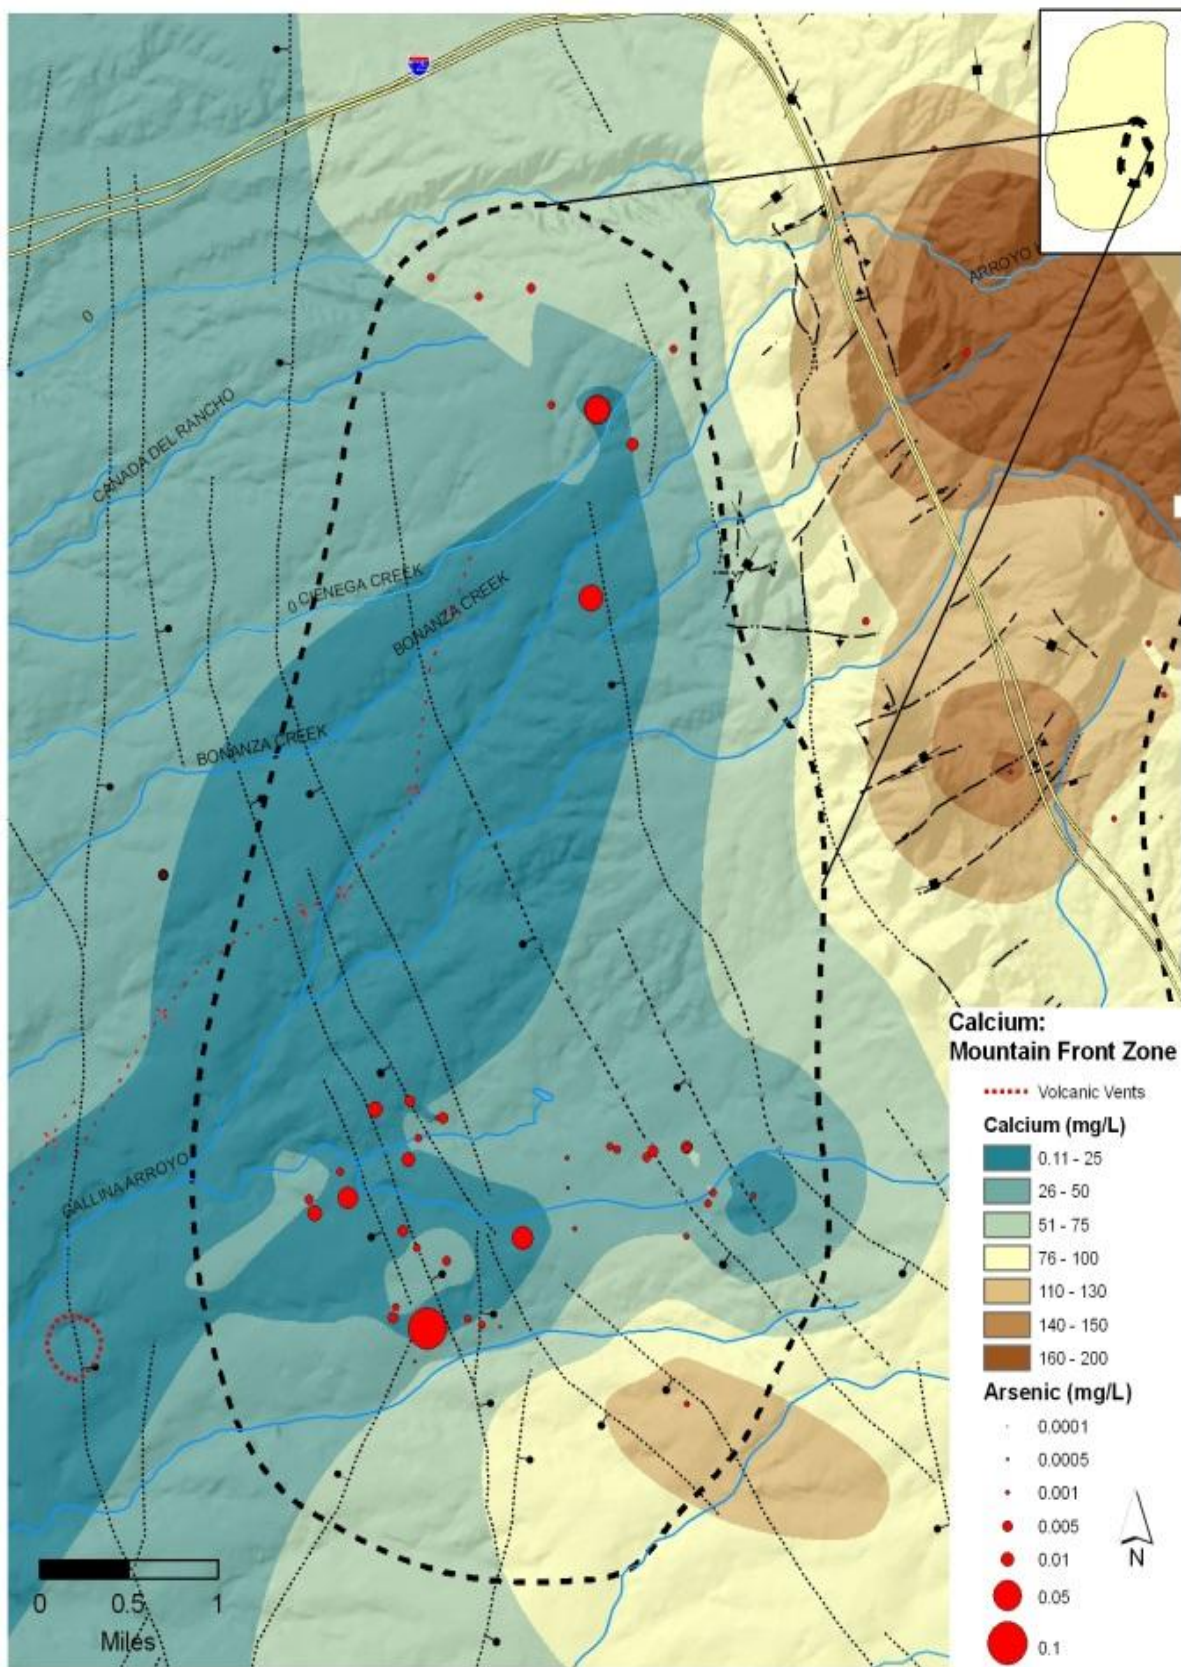 ARROYO
0
CANADA DEL RANCHO
0 CIENEGA CREEK
BONANZA CREEK
BONANZA CREEK
GALLINA ARROYO
Calcium:
Mountain Front Zone
Volcanic Vents
Calcium (mg/L)
0.11 - 25
26 - 50
51 - 75
76 - 100
110 - 130
140 - 150
160 - 200
Arsenic (mg/L)
0.0001
0.0005
0.001
0.005
0.01
0.05
0.1
N
0 0.5 1
Miles